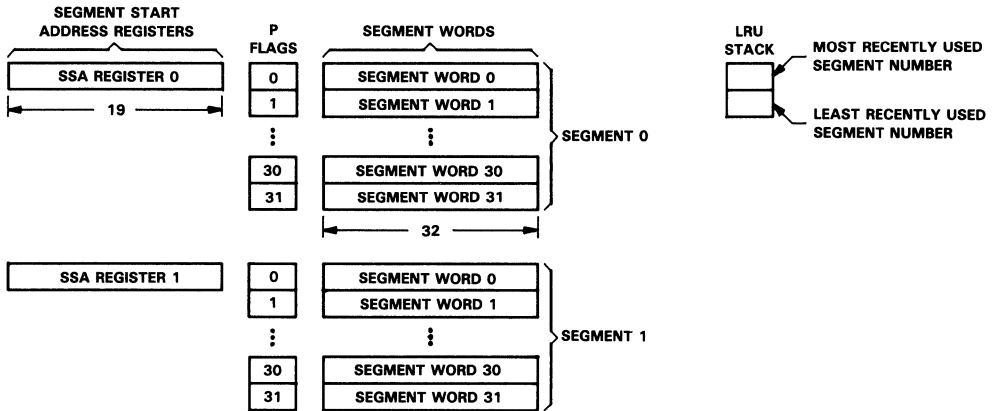 SEGMENT START
ADDRESS REGISTERS
P
FLAGS
SEGMENT WORDS
LRU
STACK
MOST RECENTLY USED
SEGMENT NUMBER
LEAST RECENTLY USED
SEGMENT NUMBER
SSA REGISTER 0
19
0
1
30
31
SEGMENT WORD 0
SEGMENT WORD 1
SEGMENT WORD 30
SEGMENT WORD 31
32
SEGMENT 0
SSA REGISTER 1
0
1
30
31
SEGMENT WORD 0
SEGMENT WORD 1
SEGMENT WORD 30
SEGMENT WORD 31
SEGMENT 1